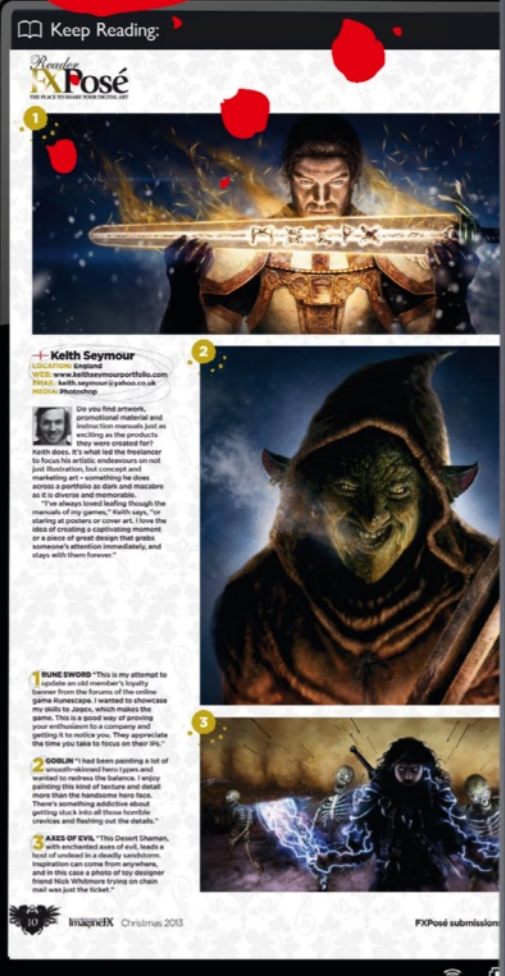 Keep Reading:
Reader
FXPosé
THE PLACE TO SHARE YOUR DIGITAL ART
1
Keith Seymour
LOCATION: England
WEB: www.keithseymourportfolio.com
EMAIL: keith.seymour@yahoo.co.uk
MEDIA: Photoshop
Do you find artwork,
promotional material and
instruction manuals just as
exciting as the products
they were created for?
Keith does. It's what led the freelancer
to focus his artistic endeavours on not
just illustration, but concept and
marketing art – something he does
across a portfolio as dark and macabre
as it is diverse and memorable.
"I've always loved leafing though the
manuals of my games," Keith says, "or
staring at posters or cover art. I love the
idea of creating a captivating moment
or a piece of great design that grabs
someone's attention immediately, and
stays with them forever."
2
1 RUNE SWORD "This is my attempt to
update an old member's loyalty
banner from the forums of the online
game Runescape. I wanted to showcase
my skills to Jagex, which makes the
game. This is a good way of proving
your enthusiasm to a company and
getting it to notice you. They appreciate
the time you take to focus on their IPs."
2 GOBLIN "I had been painting a lot of
smooth-skinned hero types and
wanted to redress the balance. I enjoy
painting this kind of texture and detail
more than the handsome hero face.
There's something addictive about
getting stuck into all those horrible
crevices and fleshing out the details."
3 AXES OF EVIL "This Desert Shaman,
with enchanted axes of evil, leads a
host of undead in a deadly sandstorm.
Inspiration can come from anywhere,
and in this case a photo of toy designer
friend Nick Whitmore trying on chain
mail was just the ticket."
3
10 ImagineFX Christmas 2013
FXPosé submission